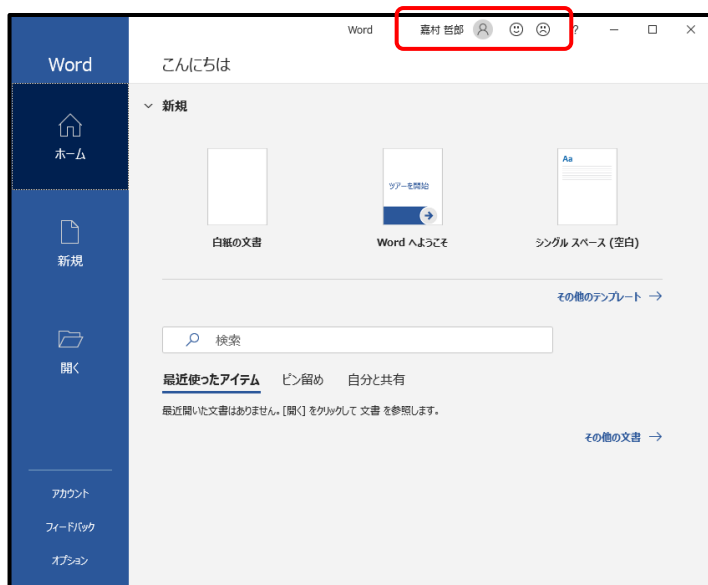 Word
嘉村 哲郎
?
Word
こんにちは
新規
ホーム
ツアーを開始
Aa
白紙の文書
Word へようこそ
シングル スペース (空白)
新規
その他のテンプレート
検索
開く
最近使ったアイテム ピン留め 自分と共有
最近開いた文書はありません。[開く] をクリックして 文書 を参照します。
その他の文書
アカウント
フィードバック
オプション